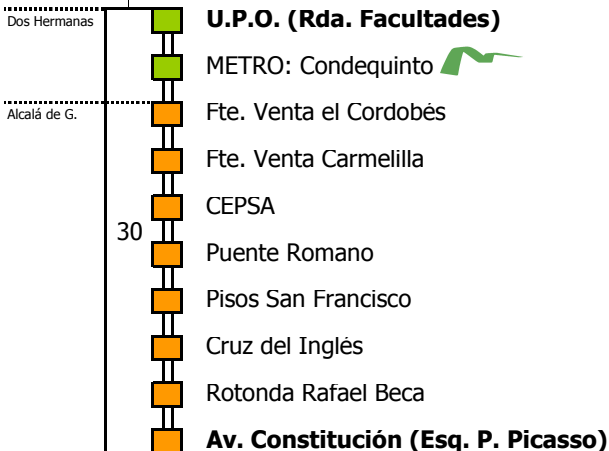 Dos Hermanas
U.P.O. (Rda. Facultades)
METRO: Condequinto
Alcalá de G.
Fte. Venta el Cordobés
Fte. Venta Carmelilla
CEPSA
30
Puente Romano
Pisos San Francisco
Cruz del Inglés
Rotonda Rafael Beca
Av. Constitución (Esq. P. Picasso)